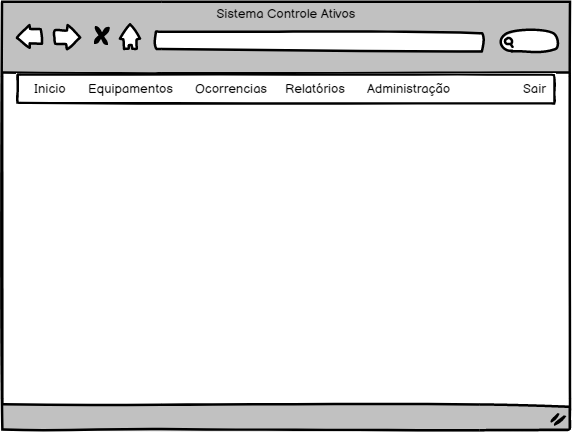 Sistema Controle Ativos
Inicio Equipamentos Ocorrencias Relatórios Administração Sair